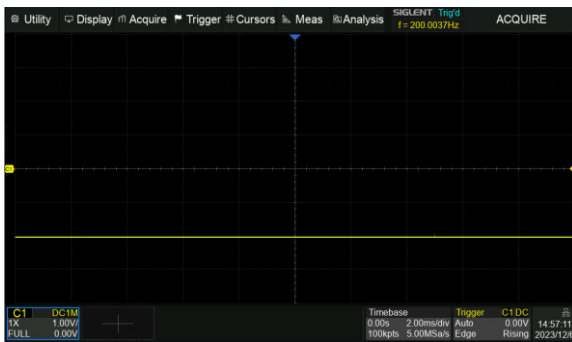 Utility Display Acquire Trigger Cursors Meas Analysis SIGLENT Trig'd ACQUIRE
f = 200.0037Hz
C1
C1 DC1M
1X 1.00V/
FULL 0.00V
Timebase
0.00s 2.00ms/div
100kpts 5.00MSa/s
Trigger C1 DC
Auto 0.00V
Edge Rising
14:57:11
2023/12/6